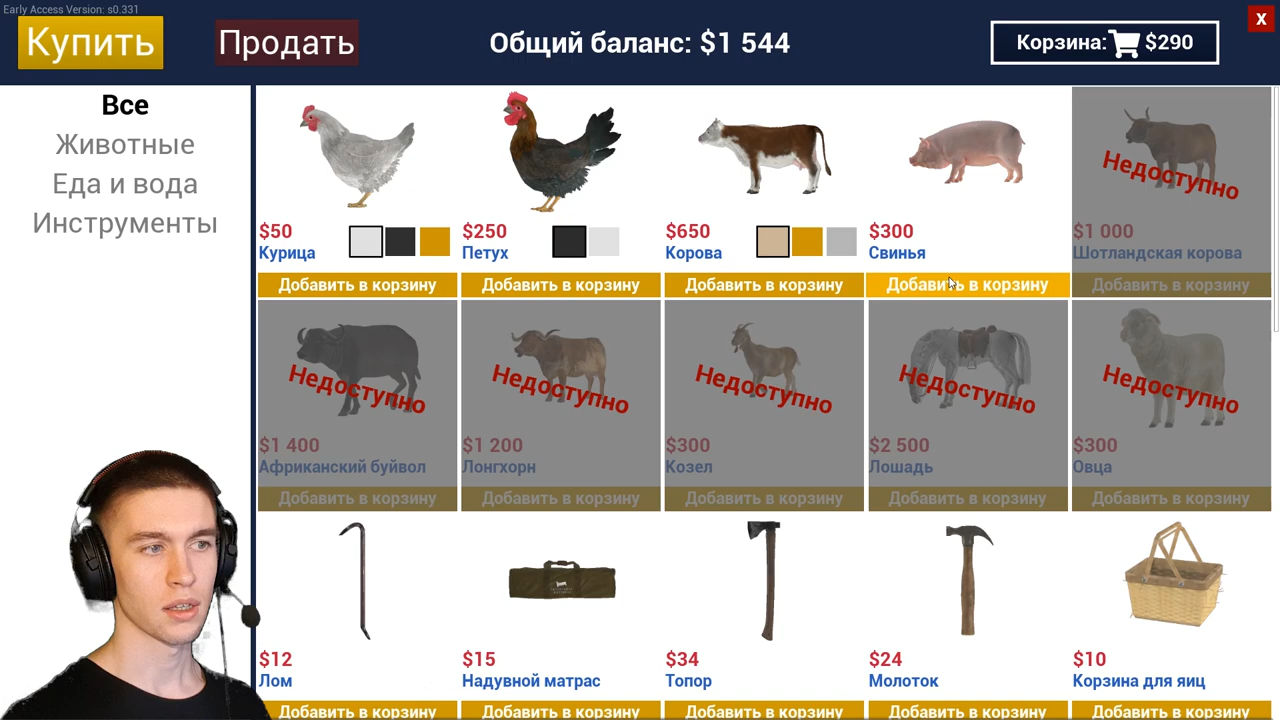 Early Access Version: s0.331
Купить
Продать
Общий баланс: $1 544
Корзина: $290
X
Все
Животные
Еда и вода
Инструменты
$50
Курица
Добавить в корзину
$250
Петух
Добавить в корзину
$650
Корова
Добавить в корзину
$300
Свинья
Добавить в корзину
Недоступно
$1 000
Шотландская корова
Добавить в корзину
Недоступно
$1 400
Африканский буйвол
Добавить в корзину
Недоступно
$1 200
Лонгхорн
Добавить в корзину
Недоступно
$300
Козел
Добавить в корзину
Недоступно
$2 500
Лошадь
Добавить в корзину
Недоступно
$300
Овца
Добавить в корзину
$12
Лом
Добавить в корзину
$15
Надувной матрас
Добавить в корзину
$34
Топор
Добавить в корзину
$24
Молоток
Добавить в корзину
$10
Корзина для яиц
Добавить в корзину